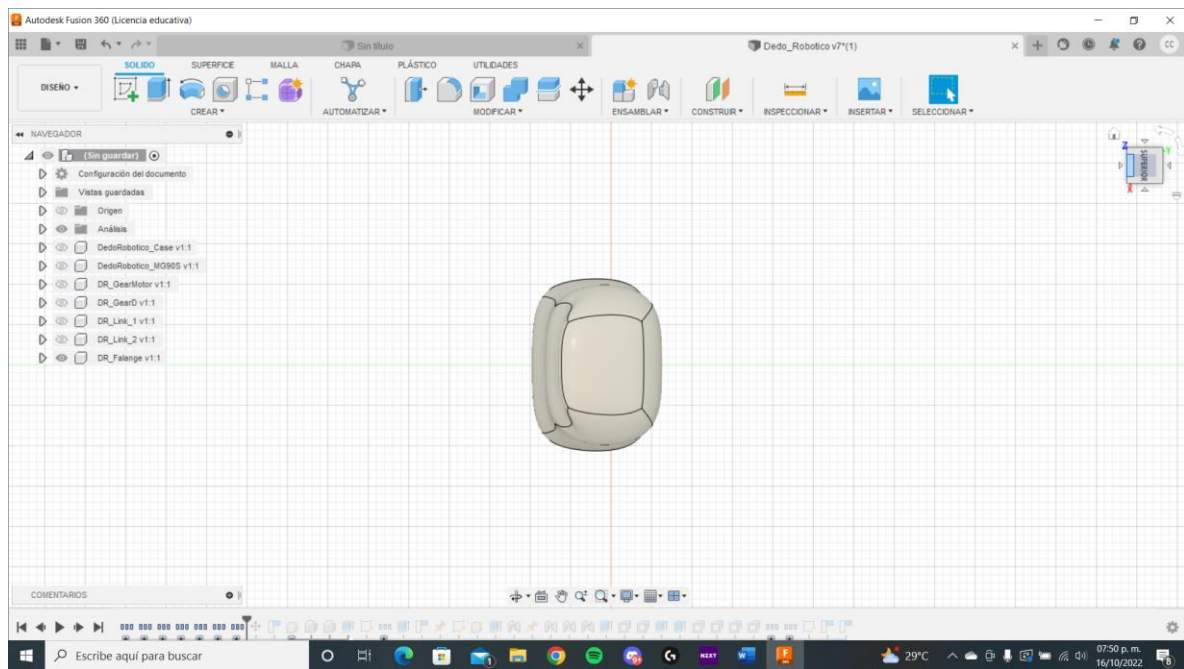 Autodesk Fusion 360 (Licencia educativa)
Sin título
Dedo_Robotico v7*(1)
CC
SOLIDO SUPERFICE MALLA CHAPA PLÁSTICO UTILIDADES
DISEÑO
CREAR AUTOMATIZAR MODIFICAR ENSAMBLAR CONSTRUIR INSPECCIONAR INSERTAR SELECCIONAR
NAVEGADOR
(Sin guardar)
Configuración del documento
Vistas guardadas
Origen
Análisis
DedoRobotico_Case v1:1
DedoRobotico_MG90S v1:1
DR_GearMotor v1:1
DR_GearD v1:1
DR_Link_1 v1:1
DR_Link_2 v1:1
DR_Falange v1:1
Z
Y
SUPERIOR
X
COMENTARIOS
Escribe aquí para buscar
NZXT
29°C
07:50 p. m.
16/10/2022